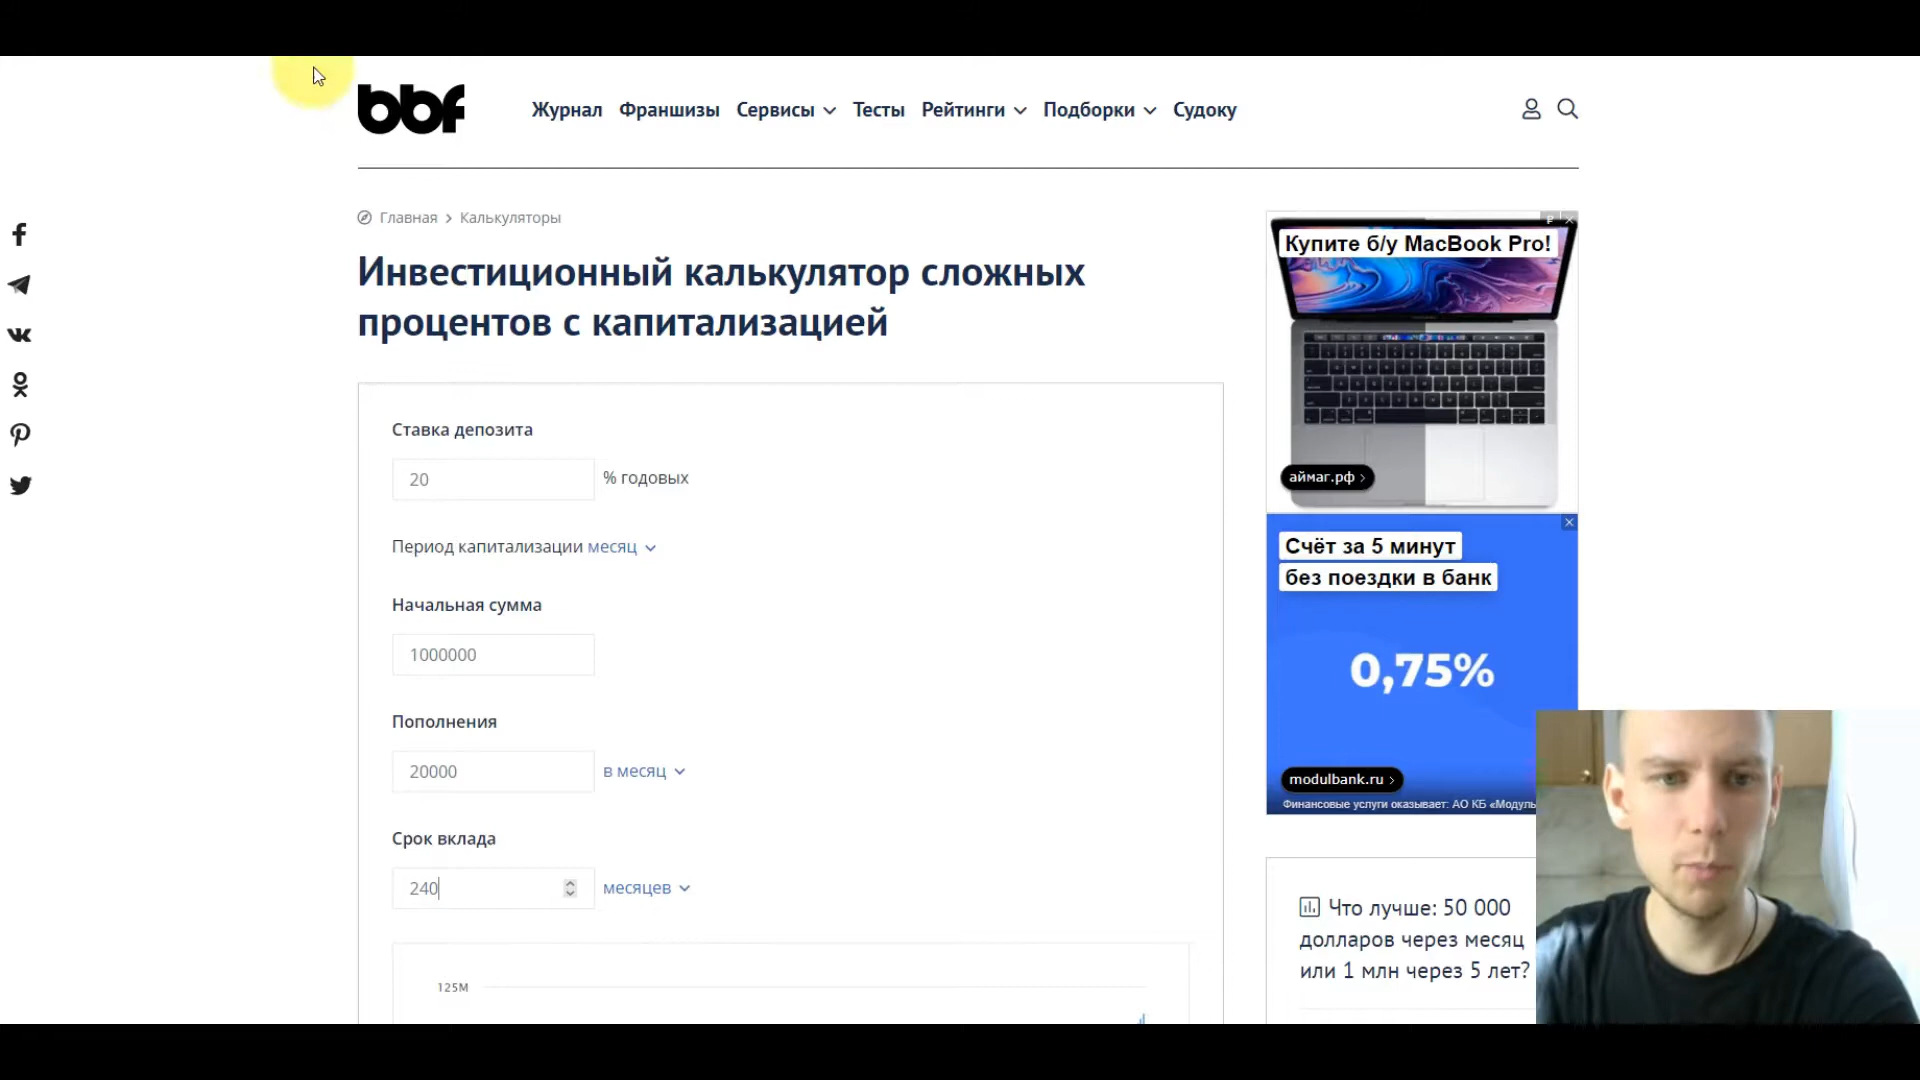 bbf
Журнал Франшизы Сервисы Тесты Рейтинги Подборки Судоку
Главная > Калькуляторы
Инвестиционный калькулятор сложных
процентов с капитализацией
Ставка депозита
20 % годовых
Период капитализации месяц
Начальная сумма
1000000
Пополнения
20000 в месяц
Срок вклада
240 месяцев
125M
Купите б/у MacBook Pro!
аймаг.рф >
Счёт за 5 минут
без поездки в банк
0,75%
modulbank.ru >
Финансовые услуги оказывает: АО КБ «Модуль
Что лучше: 50 000
долларов через месяц
или 1 млн через 5 лет?